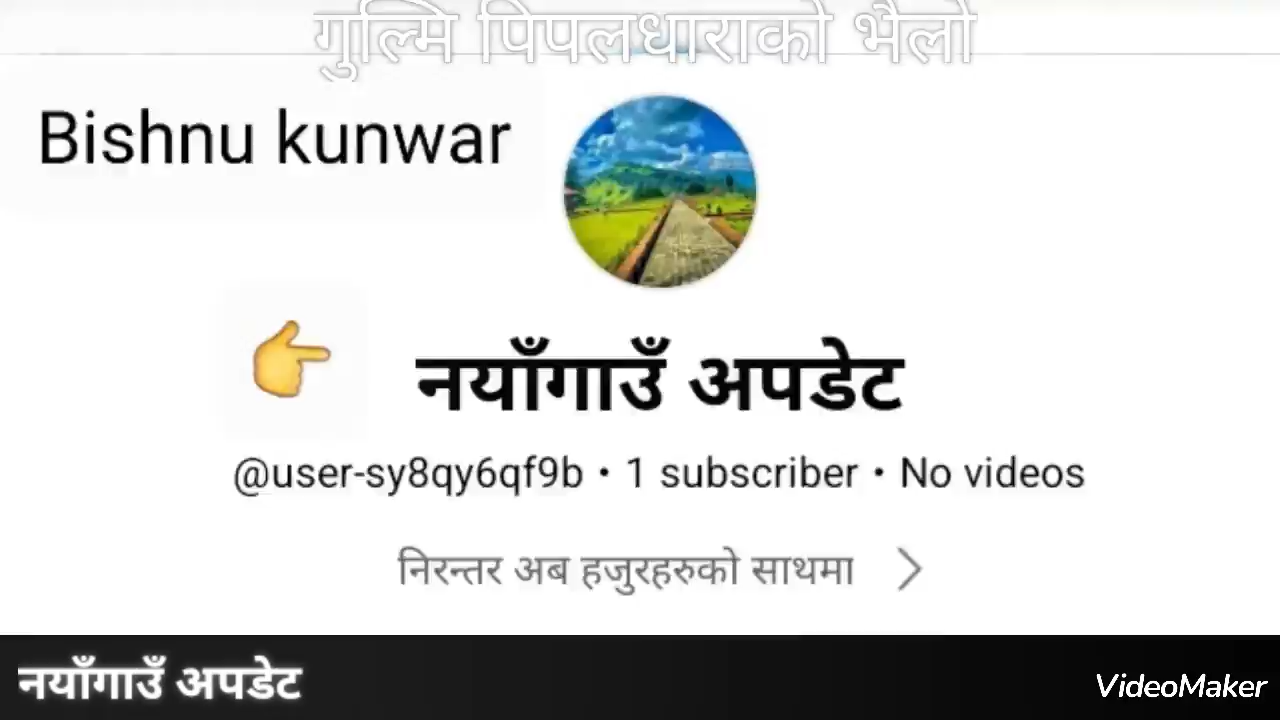 गुल्मि पिपलधाराको भैलो
Bishnu kunwar
नयाँगाउँ अपडेट
@user-sy8qy6qf9b • 1 subscriber • No videos
निरन्तर अब हजुरहरुको साथमा
नयाँगाउँ अपडेट
VideoMaker